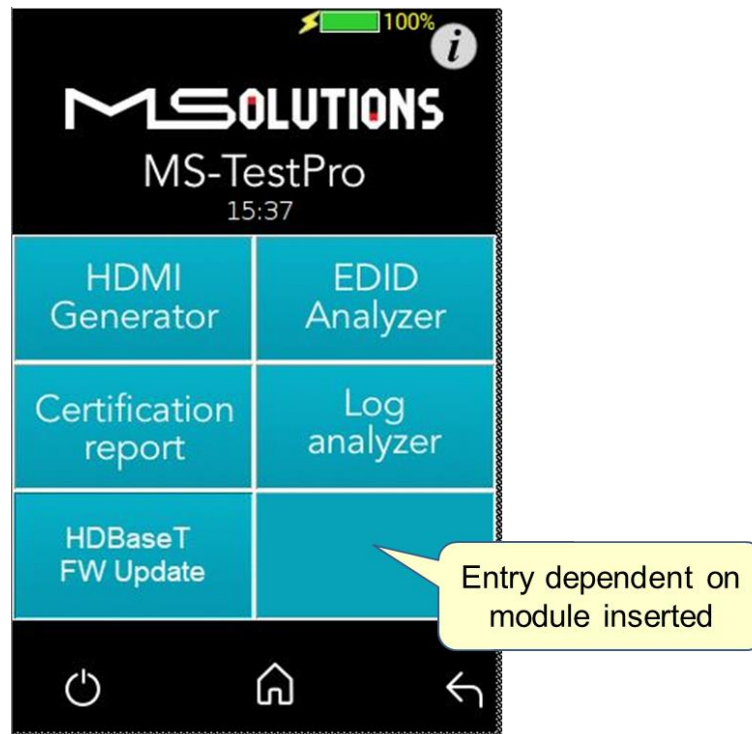 100%
i
MSOLUTIONS
MS-TestPro
15:37
HDMI
Generator
EDID
Analyzer
Certification
report
Log
analyzer
HDBaseT
FW Update
Entry dependent on
module inserted